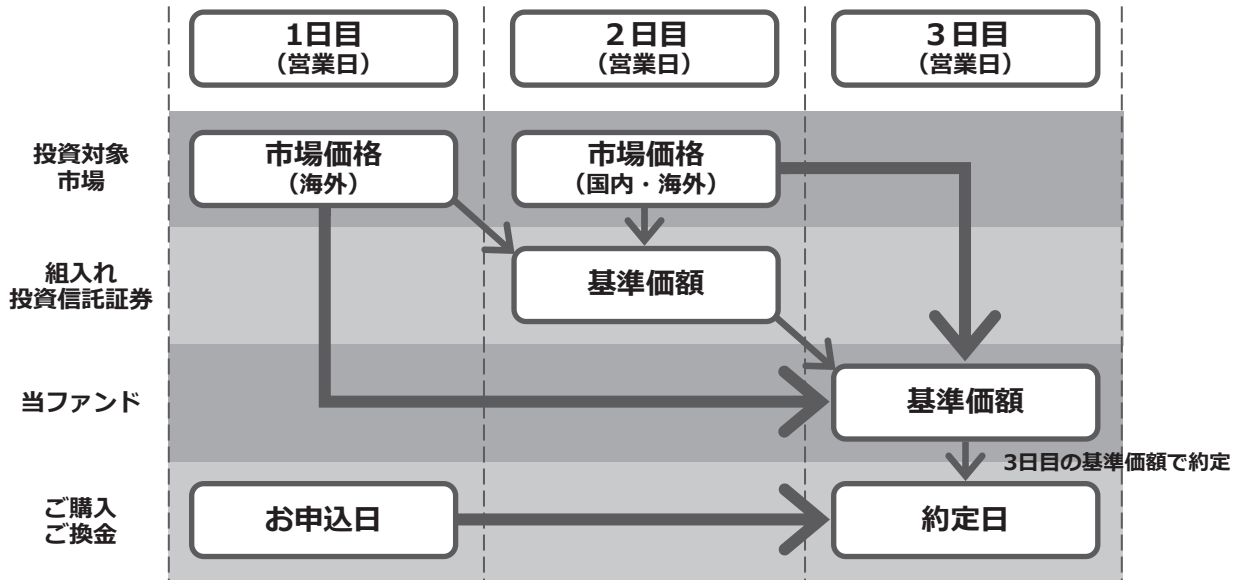 1日目
（営業日）
２日目
（営業日）
３日目
（営業日）
投資対象
市場
市場価格
（海外）
市場価格
（国内・海外）
組入れ
投資信託証券
基準価額
当ファンド
基準価額
3日目の基準価額で約定
ご購入
ご換金
お申込日
約定日